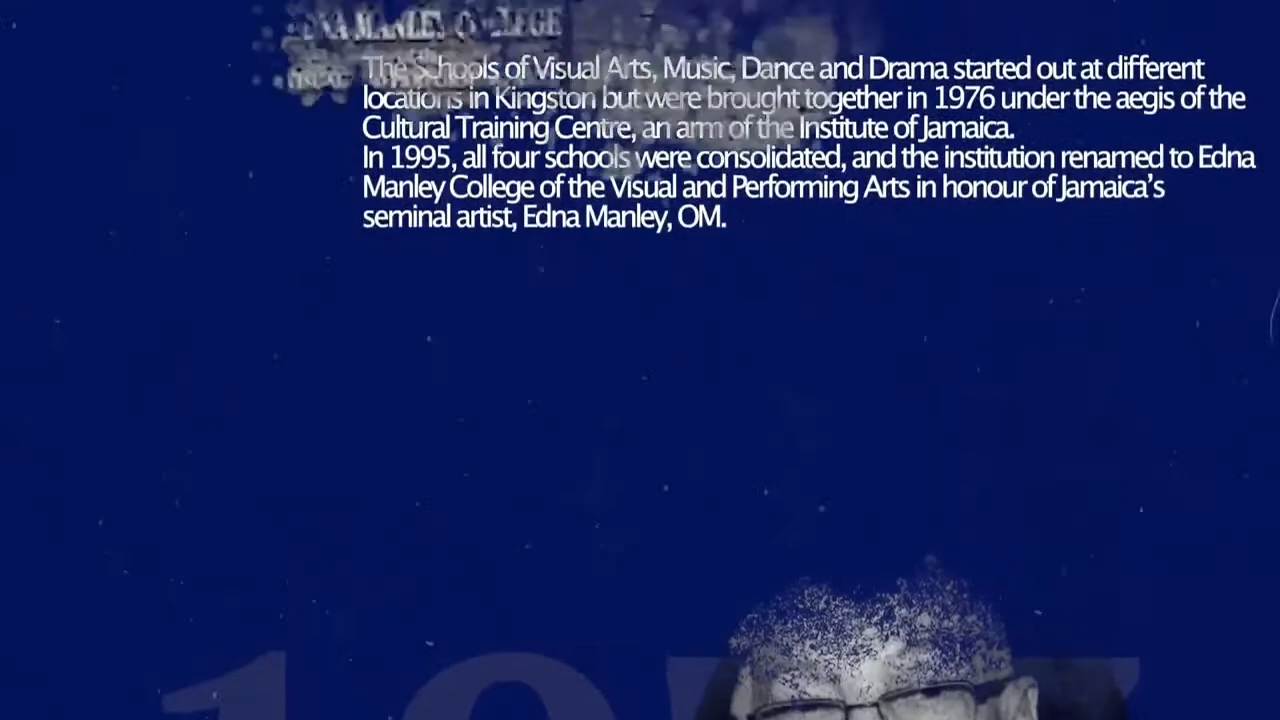 EDNA MANLEY COLLEGE
The Schools of Visual Arts, Music, Dance and Drama started out at different
locations in Kingston but were brought together in 1976 under the aegis of the
Cultural Training Centre, an arm of the Institute of Jamaica.
In 1995, all four schools were consolidated, and the institution renamed to Edna
Manley College of the Visual and Performing Arts in honour of Jamaica's
seminal artist, Edna Manley, OM.